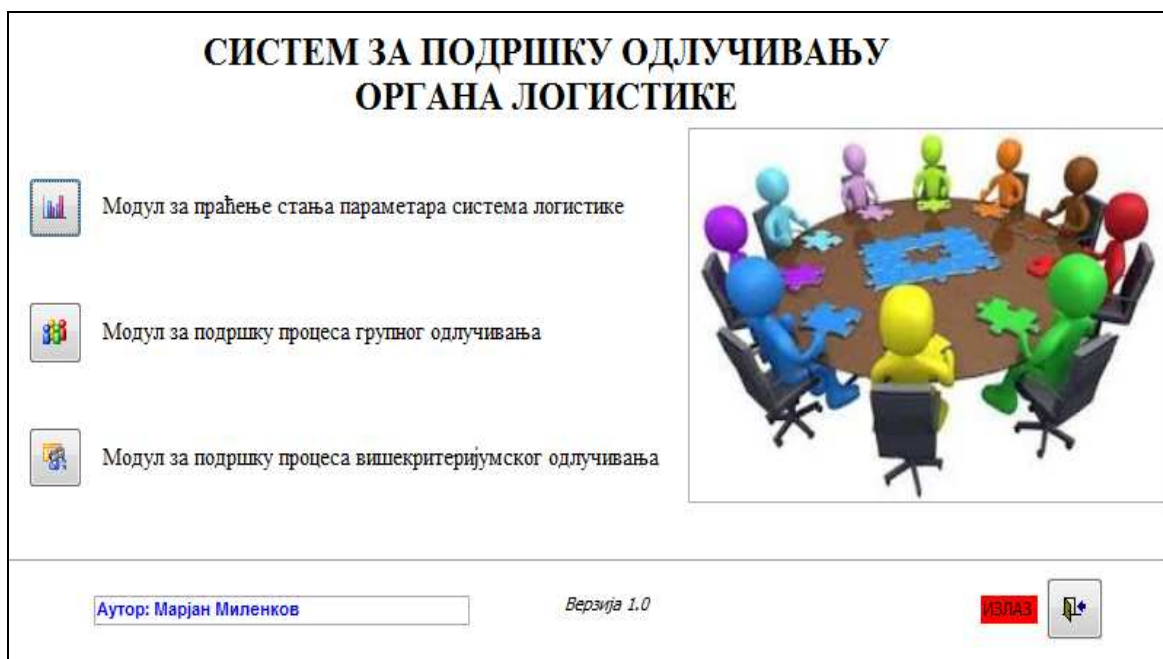 СИСТЕМ ЗА ПОДРШКУ ОДЛУЧИВАЊУ
ОРГАНА ЛОГИСТИКЕ
Модул за праћење стања параметара система логистике
Модул за подршку процеса групног одлучивања
Модул за подршку процеса вишекритеријумског одлучивања
Аутор: Марјан Миленков
Верзија 1.0
ИЗЛАЗ